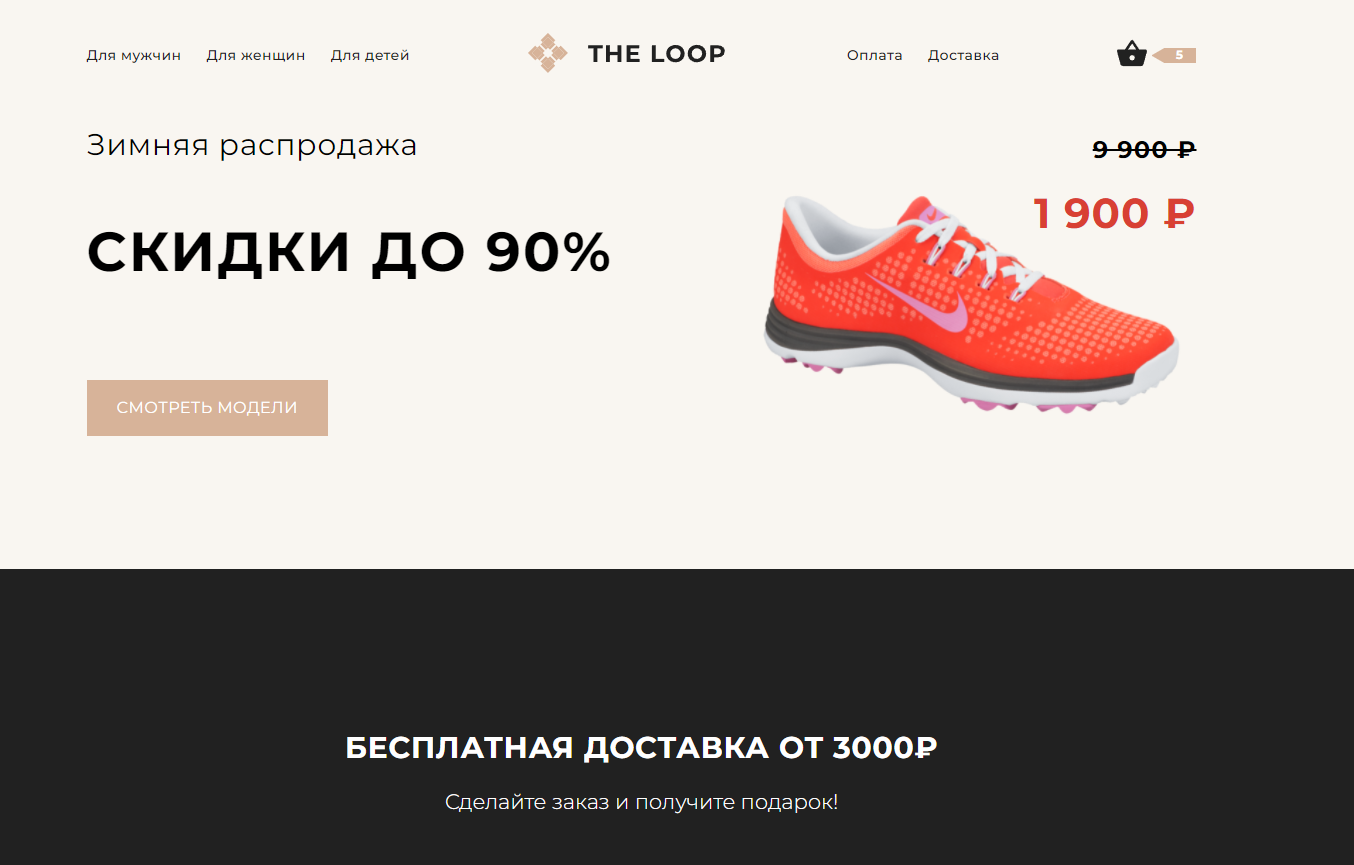 Для мужчин Для женщин Для детей THE LOOP Оплата Доставка 5
Зимняя распродажа
9 900 ₽
1 900 ₽
СКИДКИ ДО 90%
СМОТРЕТЬ МОДЕЛИ
БЕСПЛАТНАЯ ДОСТАВКА ОТ 3000₽
Сделайте заказ и получите подарок!